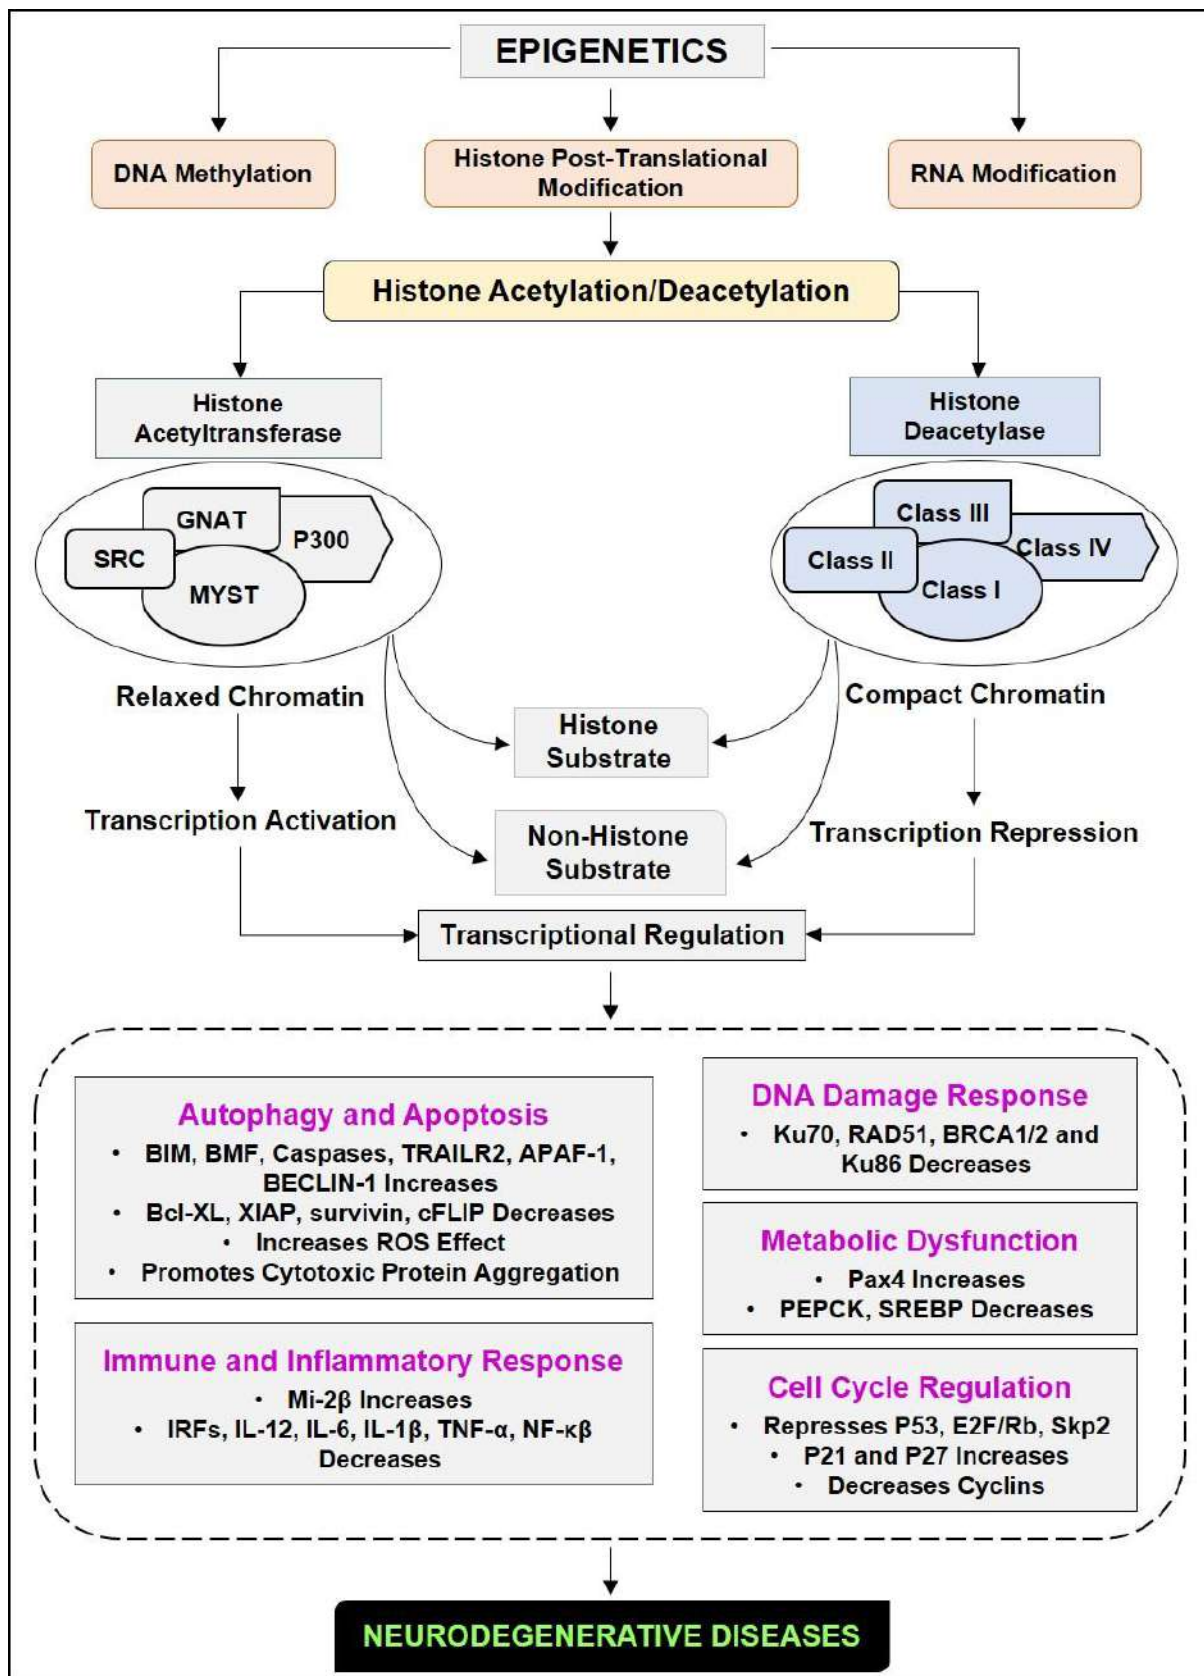 EPIGENETICS
DNA Methylation
Histone Post-Translational
Modification
RNA Modification
Histone Acetylation/Deacetylation
Histone
Acetyltransferase
Histone
Deacetylase
GNAT
P300
SRC
MYST
Class III
Class IV
Class II
Class I
Relaxed Chromatin
Compact Chromatin
Histone
Substrate
Transcription Activation
Transcription Repression
Non-Histone
Substrate
Transcriptional Regulation
Autophagy and Apoptosis
• BIM, BMF, Caspases, TRAILR2, APAF-1,
BECLIN-1 Increases
• Bcl-XL, XIAP, survivin, cFLIP Decreases
• Increases ROS Effect
• Promotes Cytotoxic Protein Aggregation
Immune and Inflammatory Response
• Mi-2β Increases
• IRFs, IL-12, IL-6, IL-1β, TNF-α, NF-κβ
Decreases
DNA Damage Response
• Ku70, RAD51, BRCA1/2 and
Ku86 Decreases
Metabolic Dysfunction
• Pax4 Increases
• PEPCK, SREBP Decreases
Cell Cycle Regulation
• Represses P53, E2F/Rb, Skp2
• P21 and P27 Increases
• Decreases Cyclins
NEURODEGENERATIVE DISEASES